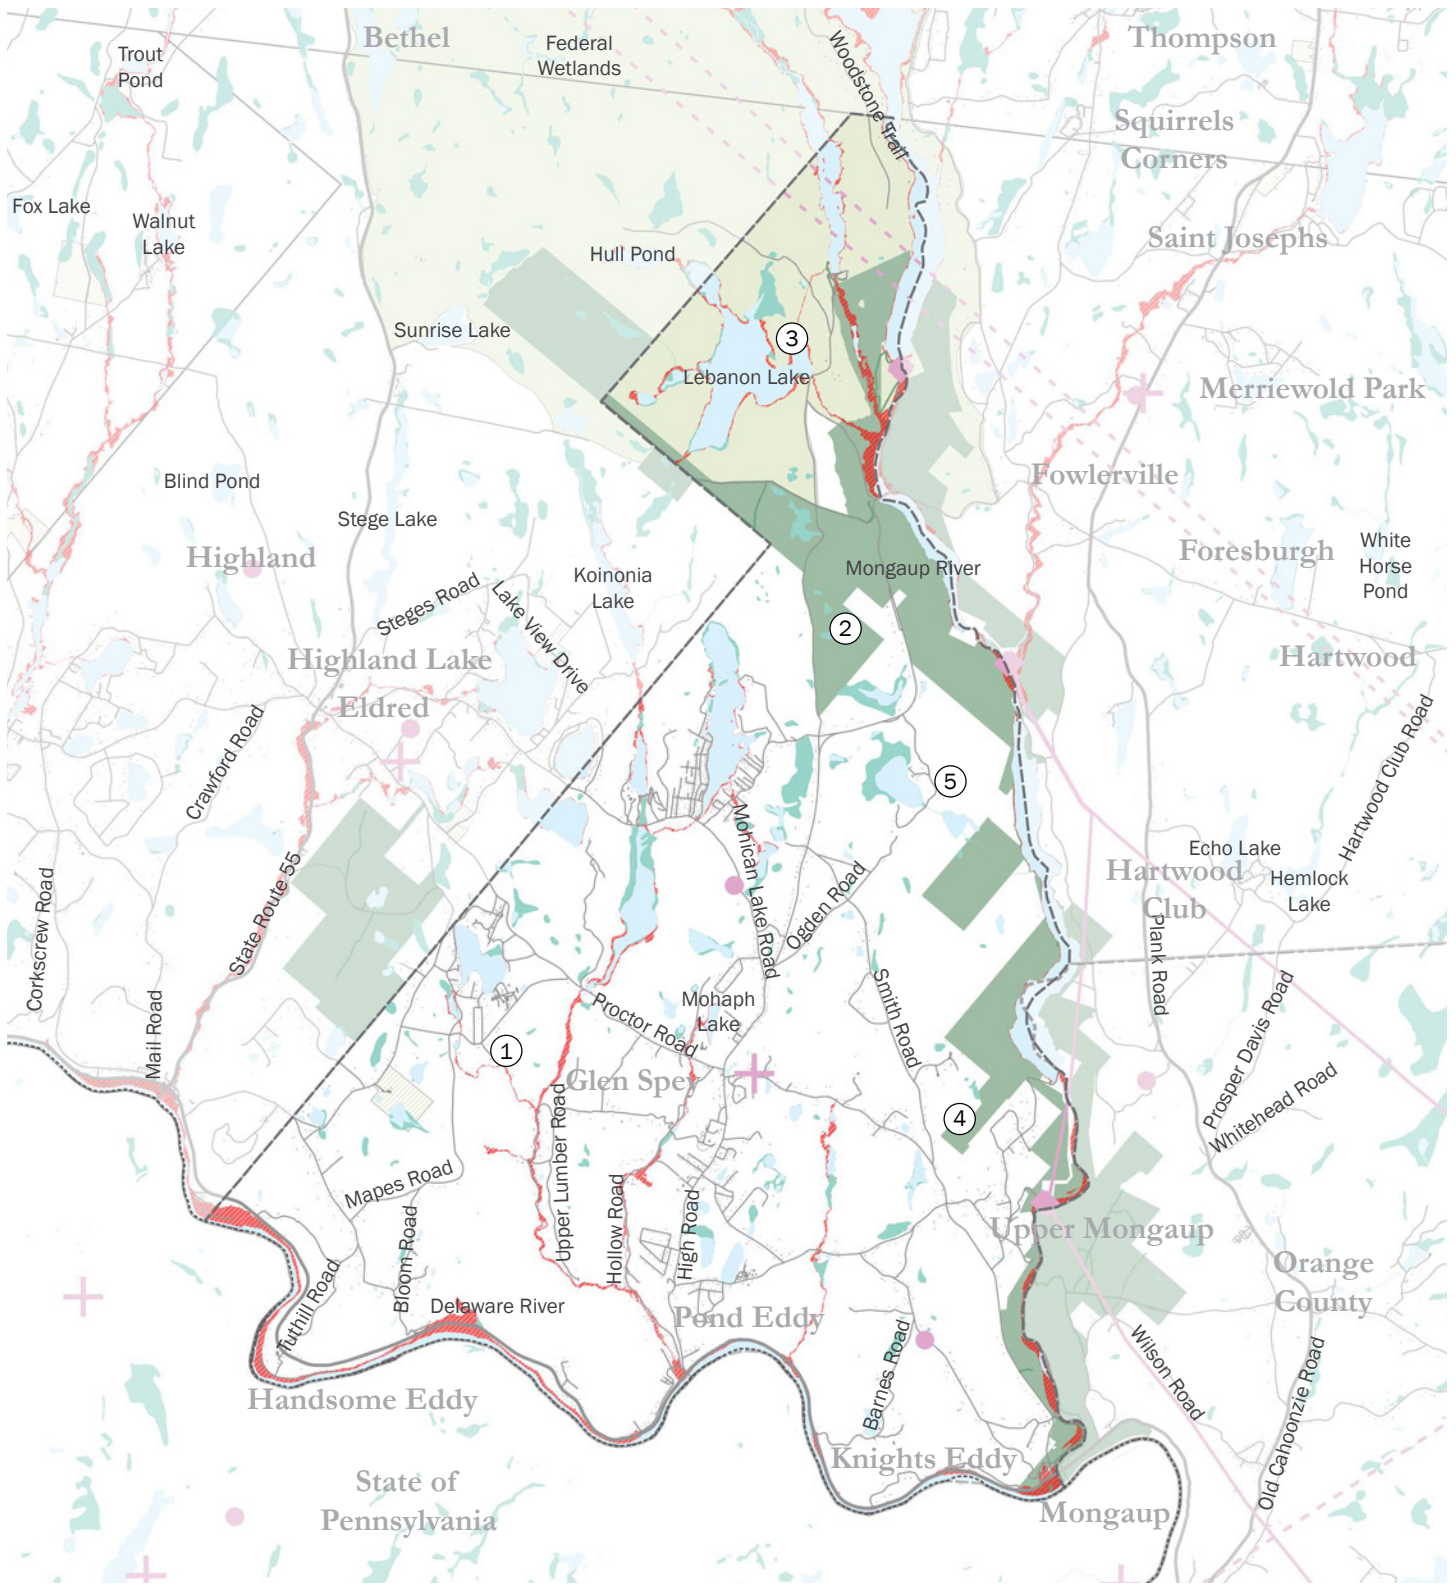 Bethel
Federal
Wetlands
Thompson
Trout
Pond
Woodstone Trail
Squirrels
Corners
Fox Lake
Walnut
Lake
Saint Josephs
Hull Pond
Sunrise Lake
3
Lebanon Lake
Merriewold Park
Blind Pond
Fowlerville
Stege Lake
Highland
Foresburgh
White
Horse
Pond
Koinonia
Lake
Mongaup River
Steges Road
Lake View Drive
2
Highland Lake
Hartwood
Eldred
Crawford Road
5
Hartwood Club Road
Mohican Lake Road
Echo Lake
Hartwood
Club
Hemlock
Lake
State Route 55
Ogden Road
Corkscrew Road
Plank Road
Mail Road
Proctor Road
Mohaph
Lake
Smith Road
Prosper Davis Road
1
Glen Spey
Whitehead Road
4
Upper Lumber Road
Mapes Road
Hollow Road
High Road
Upper Mongaup
Bloom Road
Tuthill Road
Orange
County
Delaware River
Pond Eddy
Barnes Road
Wilson Road
Old Cahoonzie Road
Handsome Eddy
Knights Eddy
State of
Pennsylvania
Mongaup